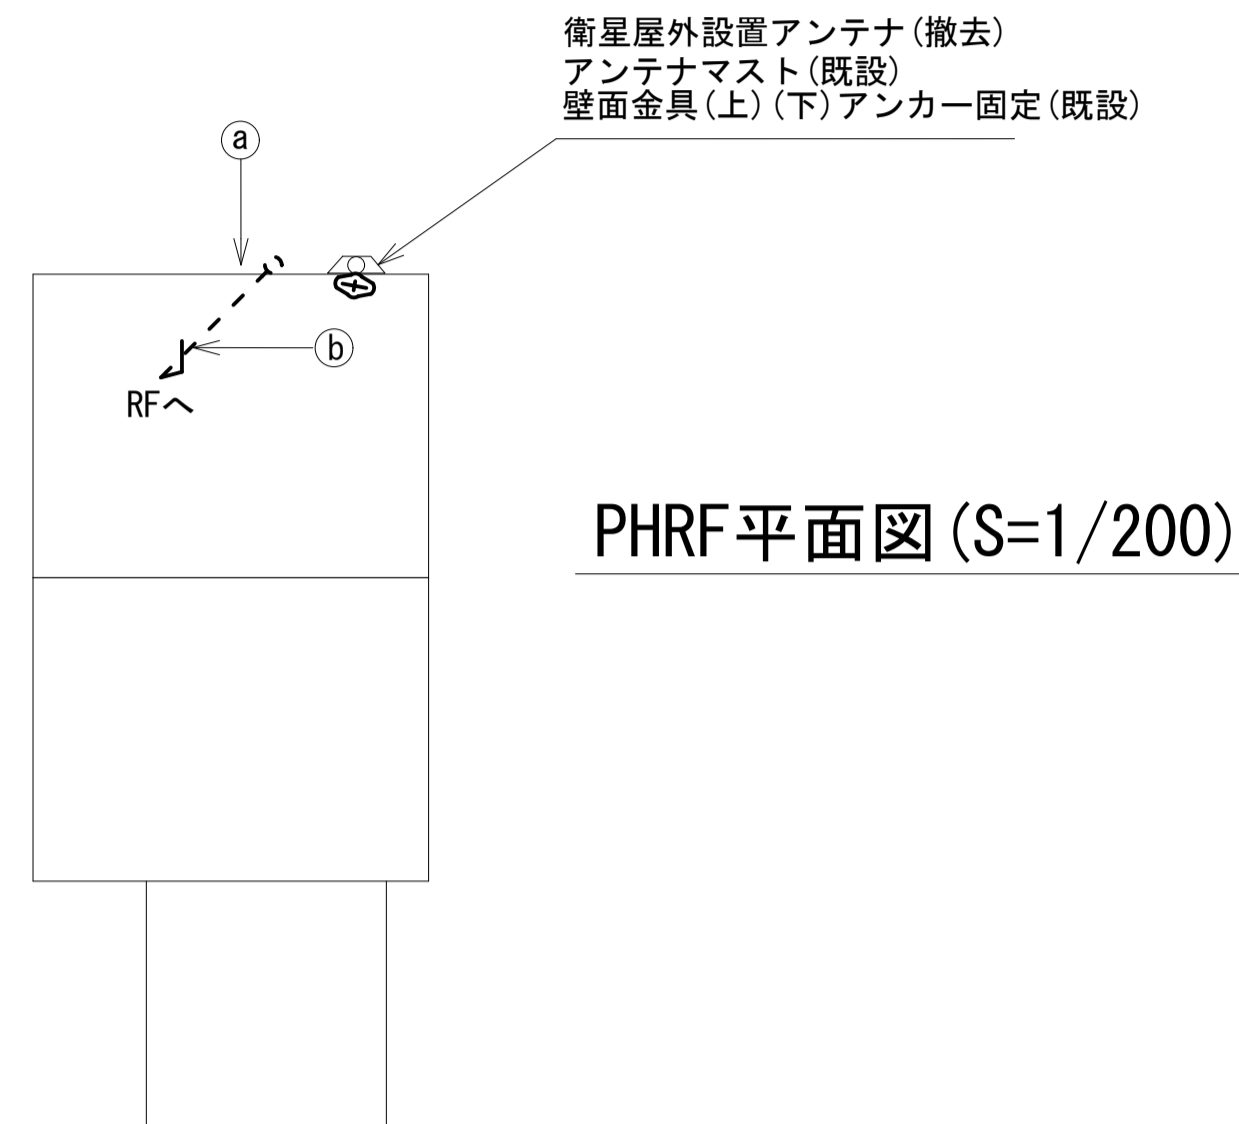 衛星屋外設置アンテナ(撤去)
アンテナマスト(既設)
壁面金具(上)(下)アンカー固定(既設)
a
b
RFへ
PHRF平面図(S=1/200)